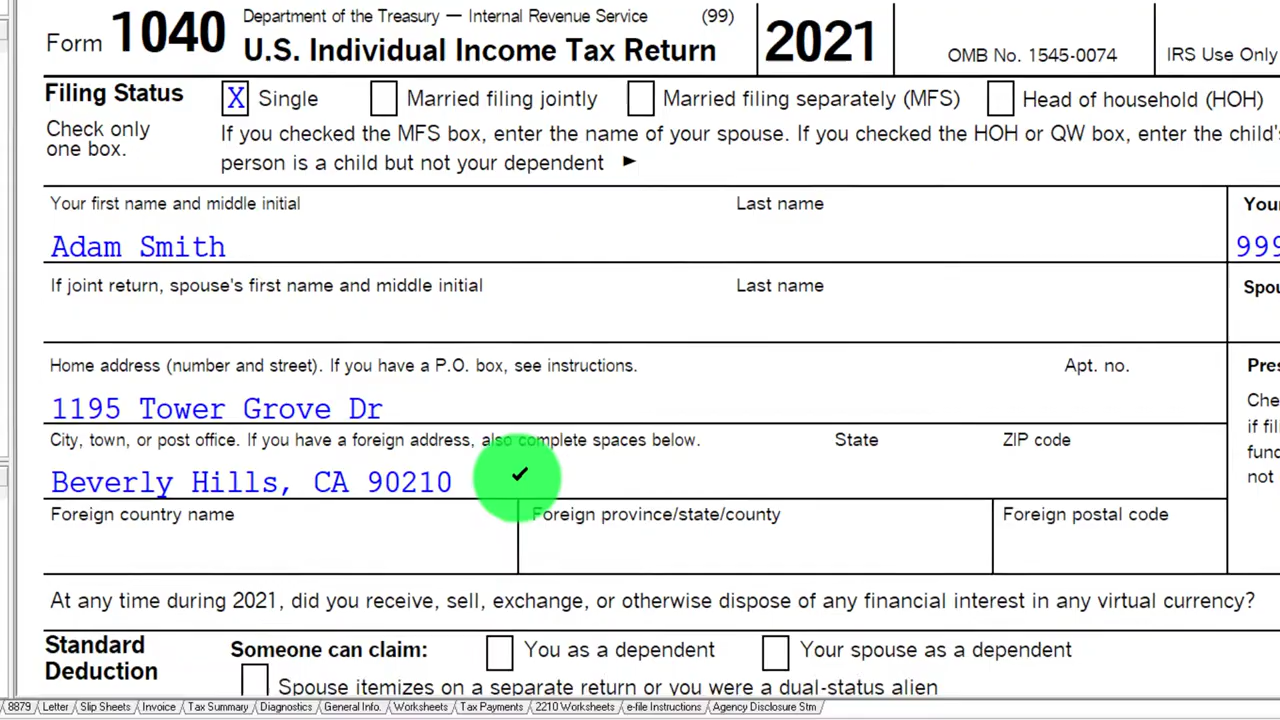 Department of the Treasury — Internal Revenue Service (99)
Form 1040 U.S. Individual Income Tax Return 2021 OMB No. 1545-0074 IRS Use Only
Filing Status X Single Married filing jointly Married filing separately (MFS) Head of household (HOH)
Check only one box.
If you checked the MFS box, enter the name of your spouse. If you checked the HOH or QW box, enter the child's
person is a child but not your dependent ►
Your first name and middle initial Last name You
Adam Smith 999
If joint return, spouse's first name and middle initial Last name Spou
Home address (number and street). If you have a P.O. box, see instructions. Apt. no. Pres
1195 Tower Grove Dr Che
if fili
City, town, or post office. If you have a foreign address, also complete spaces below. State ZIP code fund
Beverly Hills, CA 90210 not
Foreign country name Foreign province/state/county Foreign postal code
At any time during 2021, did you receive, sell, exchange, or otherwise dispose of any financial interest in any virtual currency?
Standard Deduction
Someone can claim: You as a dependent Your spouse as a dependent
Spouse itemizes on a separate return or you were a dual-status alien
8879 Letter Slip Sheets Invoice Tax Summary Diagnostics General Info. Worksheets Tax Payments 2210 Worksheets e-file Instructions Agency Disclosure Stm